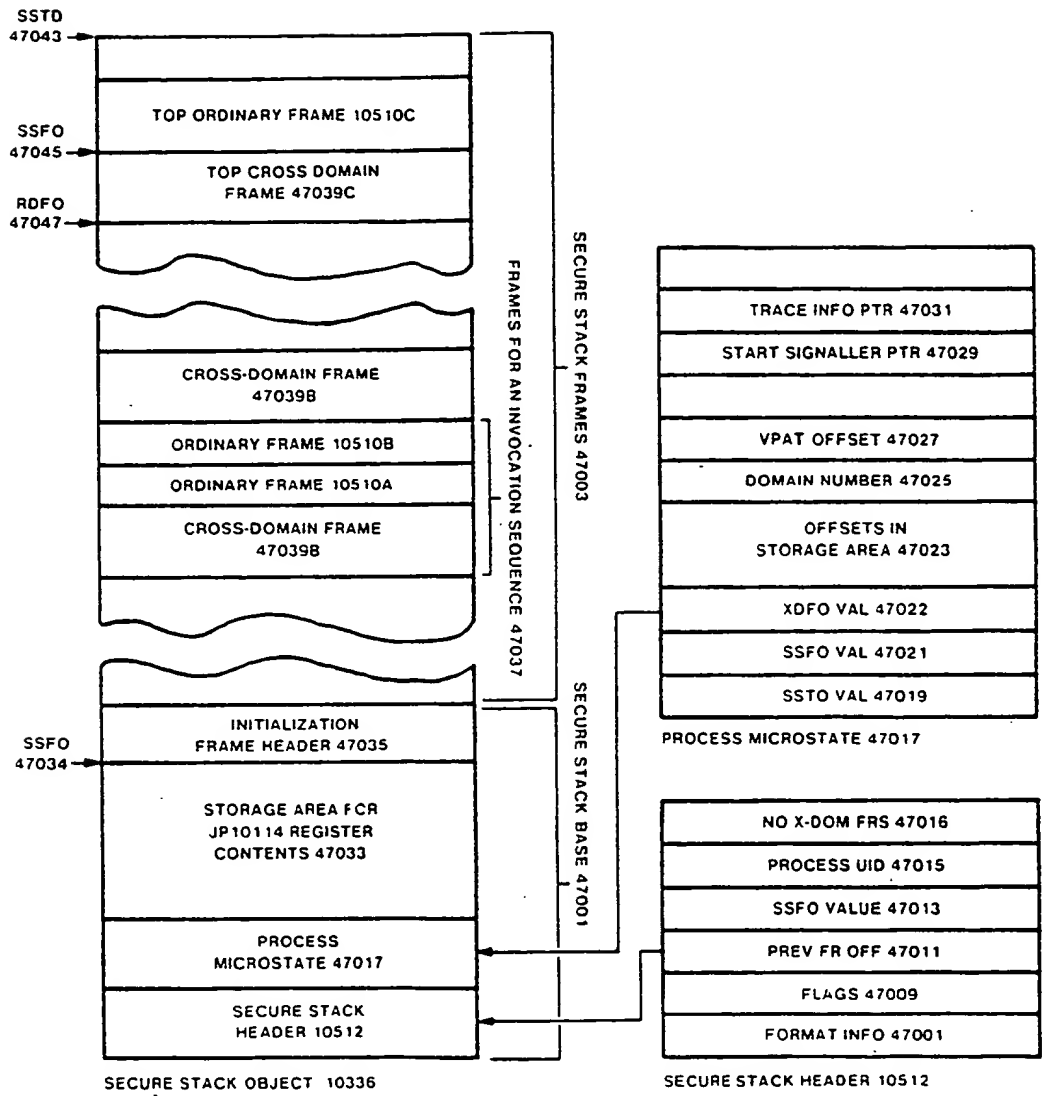 SSTD
47043
TOP ORDINARY FRAME 10510C
SSFO
47045
TOP CROSS DOMAIN
FRAME 47039C
RDFO
47047
CROSS-DOMAIN FRAME
47039B
ORDINARY FRAME 10510B
ORDINARY FRAME 10510A
CROSS-DOMAIN FRAME
47039B
FRAMES FOR AN INVOCATION SEQUENCE 47037
SECURE STACK FRAMES 47003
INITIALIZATION
FRAME HEADER 47035
SSFO
47034
STORAGE AREA FCR
JP10114 REGISTER
CONTENTS 47033
PROCESS
MICROSTATE 47017
SECURE STACK
HEADER 10512
SECURE STACK BASE 47001
SECURE STACK OBJECT 10336
TRACE INFO PTR 47031
START SIGNALLER PTR 47029
VPAT OFFSET 47027
DOMAIN NUMBER 47025
OFFSETS IN
STORAGE AREA 47023
XDFO VAL 47022
SSFO VAL 47021
SSTO VAL 47019
PROCESS MICROSTATE 47017
NO X-DOM FRS 47016
PROCESS UID 47015
SSFO VALUE 47013
PREV FR OFF 47011
FLAGS 47009
FORMAT INFO 47001
SECURE STACK HEADER 10512